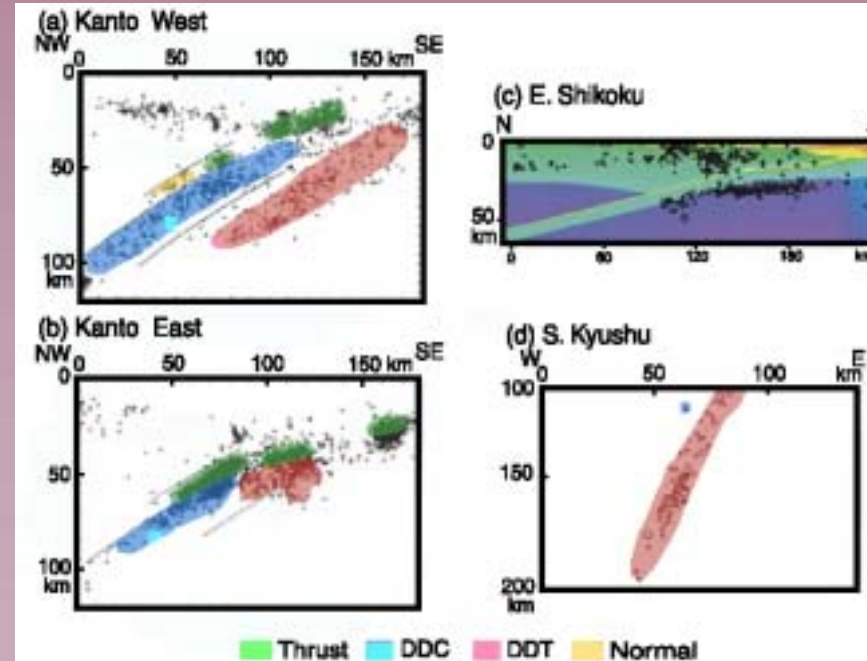 (a) Kanto West
NW 0 50 100 150 km SE
0
50
100
km
(b) Kanto East
NW 0 50 100 150 km SE
0
50
100
km
(c) E. Shikoku
N
0
50
km
0 60 120 180
(d) S. Kyushu
W 0 50 100 km E
100
150
200
km
Thrust DDC DDT Normal